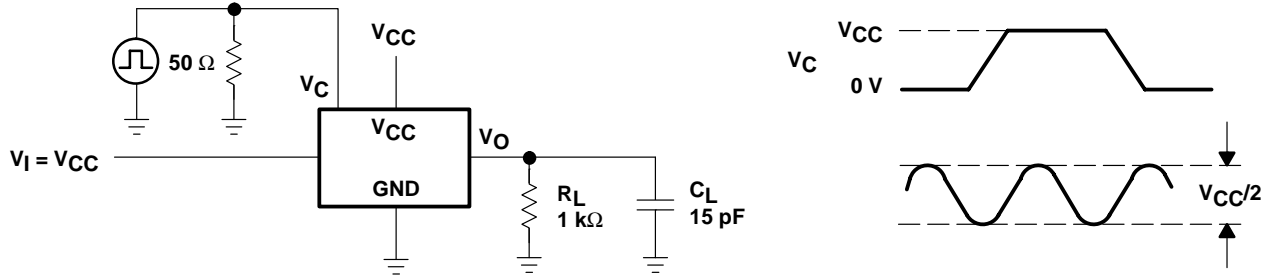 VCC
50 Ω
VC
VCC
VO
VI = VCC
GND
RL
1 kΩ
CL
15 pF
VCC
VC
0 V
VCC/2